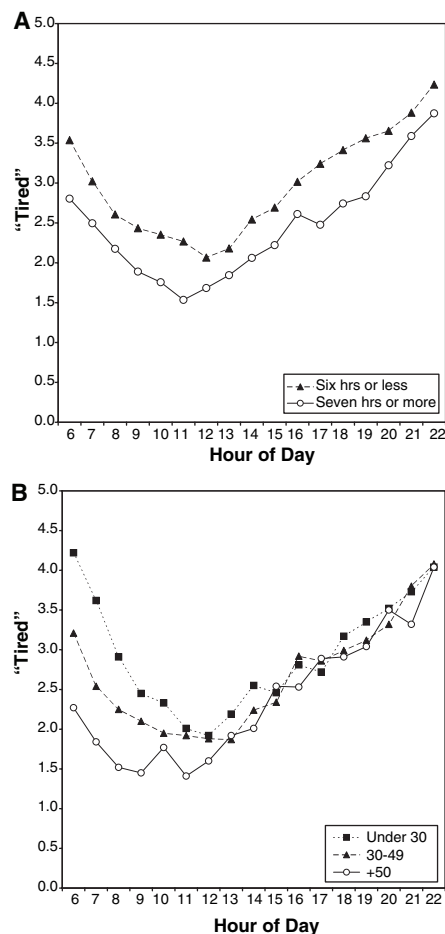 A
5.0
4.5
4.0
3.5
3.0
2.5
2.0
1.5
1.0
0.5
0.0
“Tired”
Six hrs or less
Seven hrs or more
6 7 8 9 10 11 12 13 14 15 16 17 18 19 20 21 22
Hour of Day
B
5.0
4.5
4.0
3.5
3.0
2.5
2.0
1.5
1.0
0.5
0.0
“Tired”
Under 30
30-49
+50
6 7 8 9 10 11 12 13 14 15 16 17 18 19 20 21 22
Hour of Day